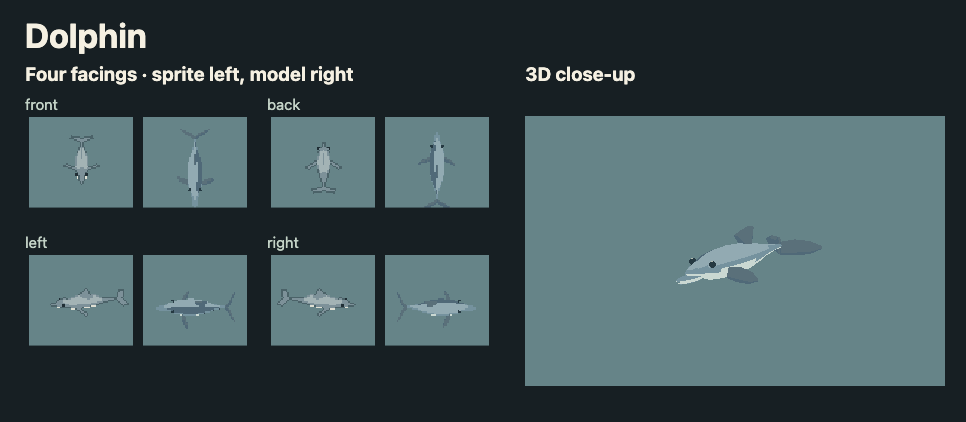 Dolphin
Four facings · sprite left, model right
3D close-up
front
back
left
right